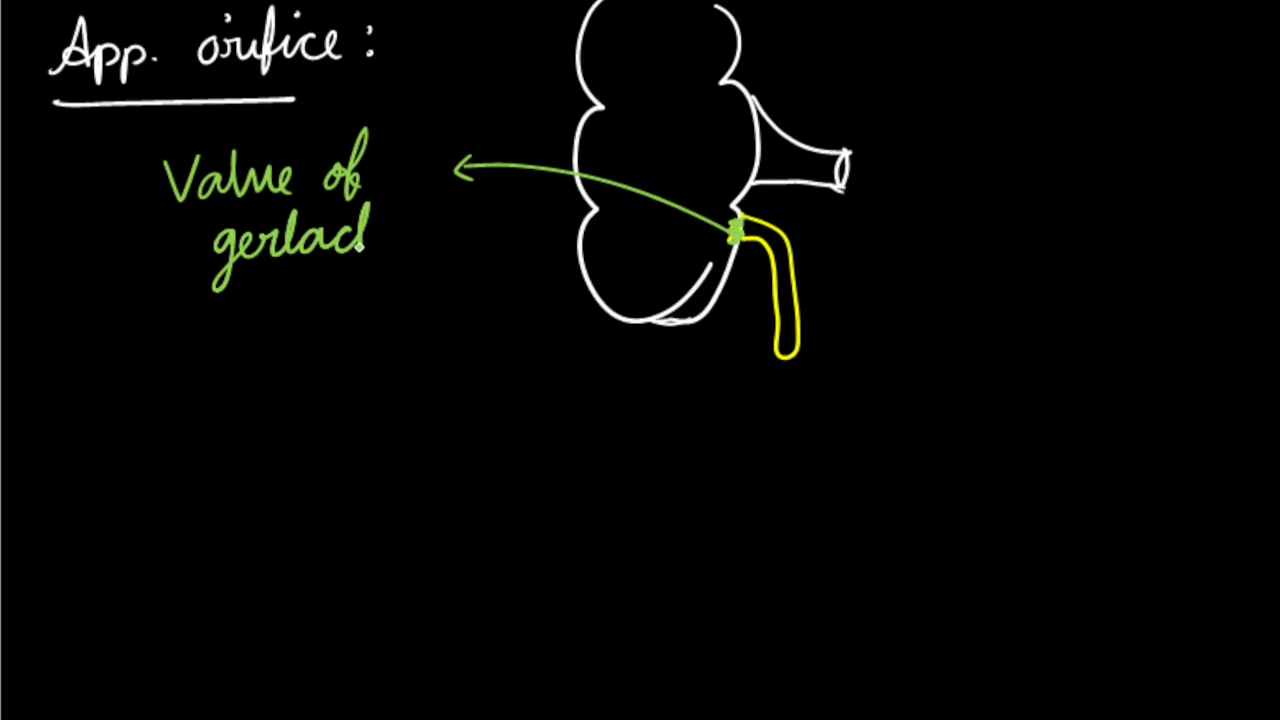 App. orifice :
Value of
gerlach